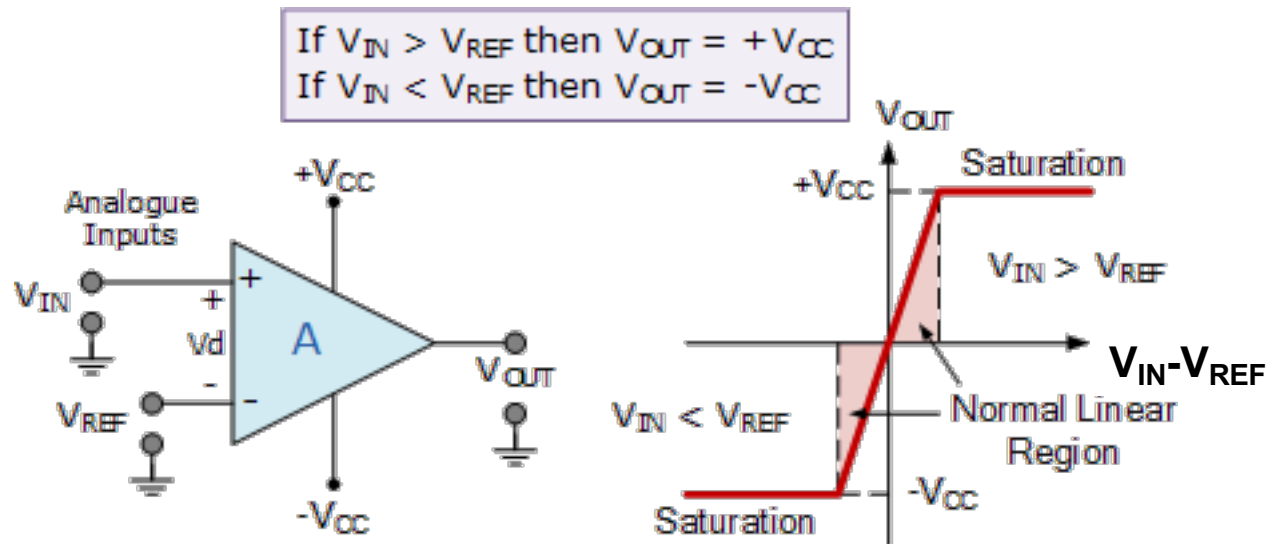 If VIN > VREF then VOUT = +VCC
If VIN < VREF then VOUT = -VCC
+VCC
Analogue
Inputs
VIN
+
+
Vd
A
-
-
VREF
VOUT
-VCC
VOUT
Saturation
+VCC
VIN > VREF
VIN-VREF
VIN < VREF
Normal Linear
Region
-VCC
Saturation